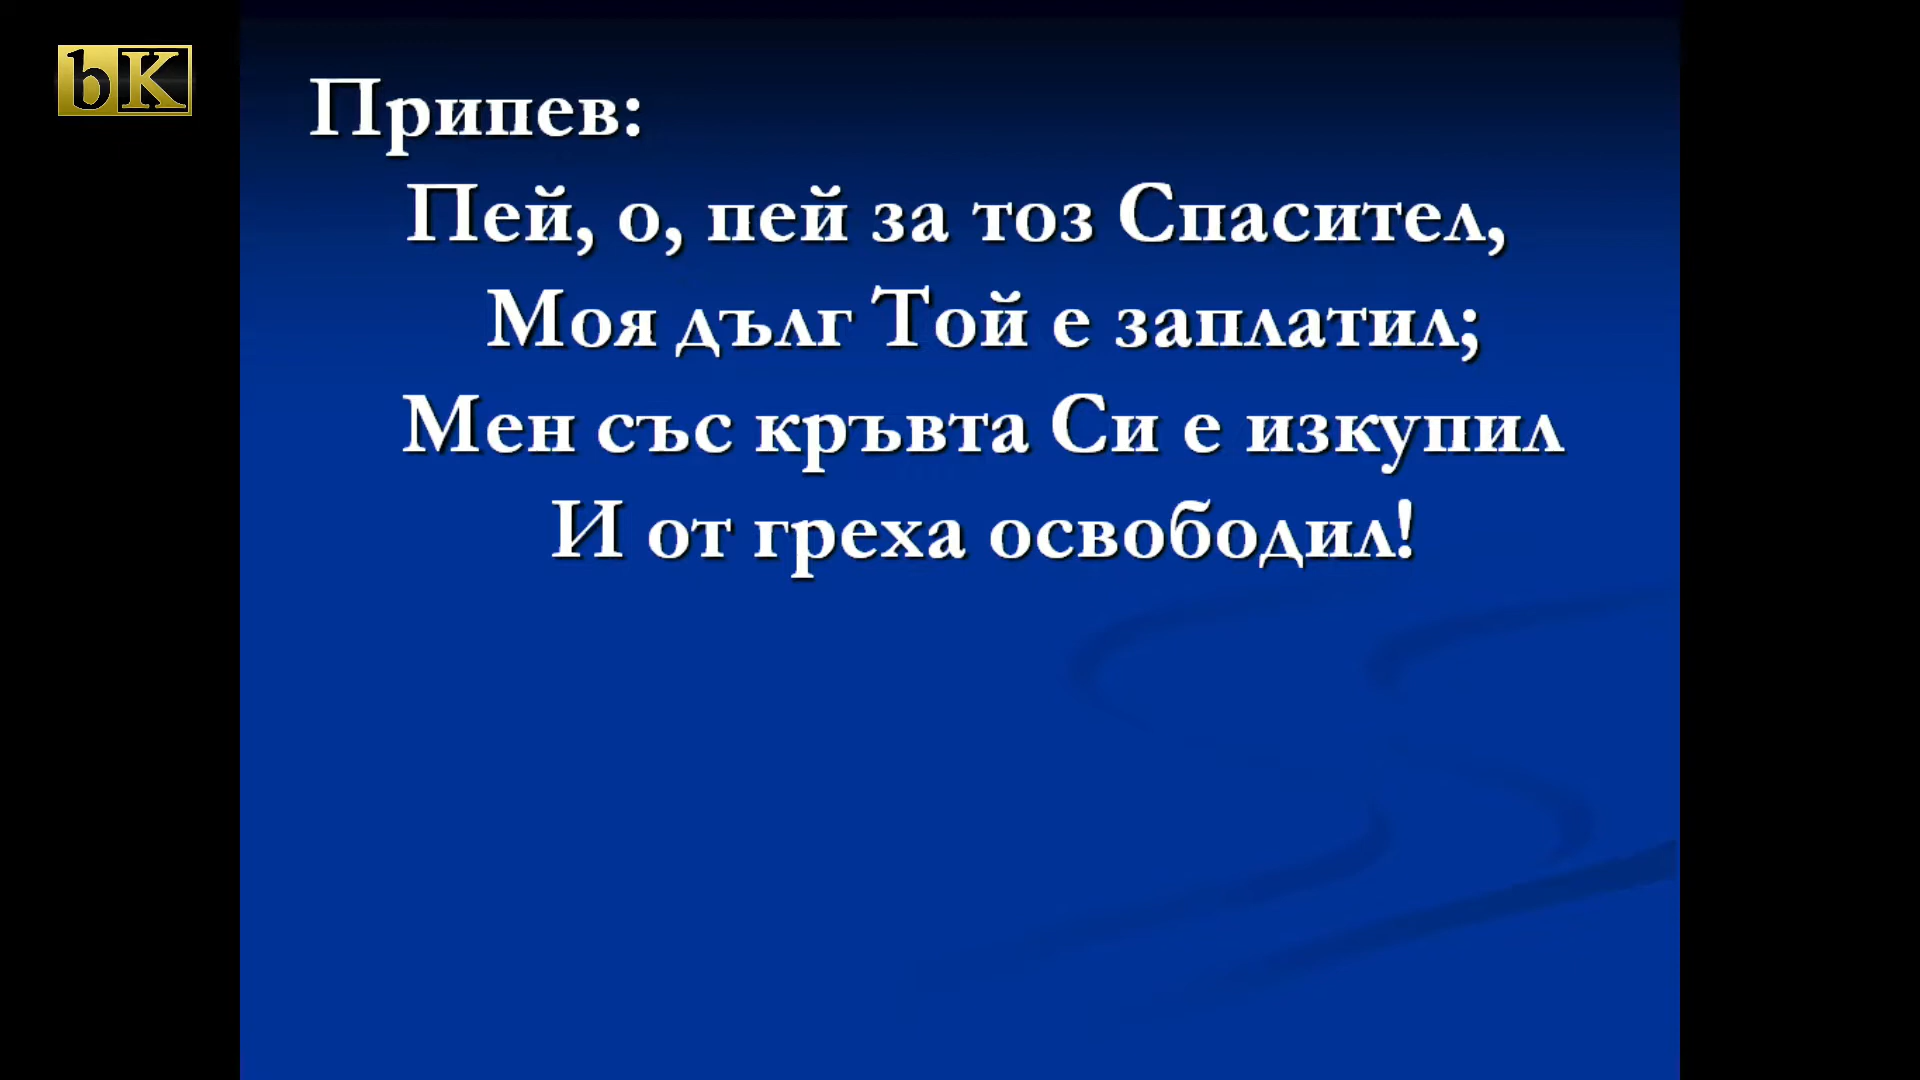 bK
Припев:
Пей, о, пей за тоз Спасител,
Моя дълг Той е заплатил;
Мен със кръвта Си е изкупил
И от греха освободил!